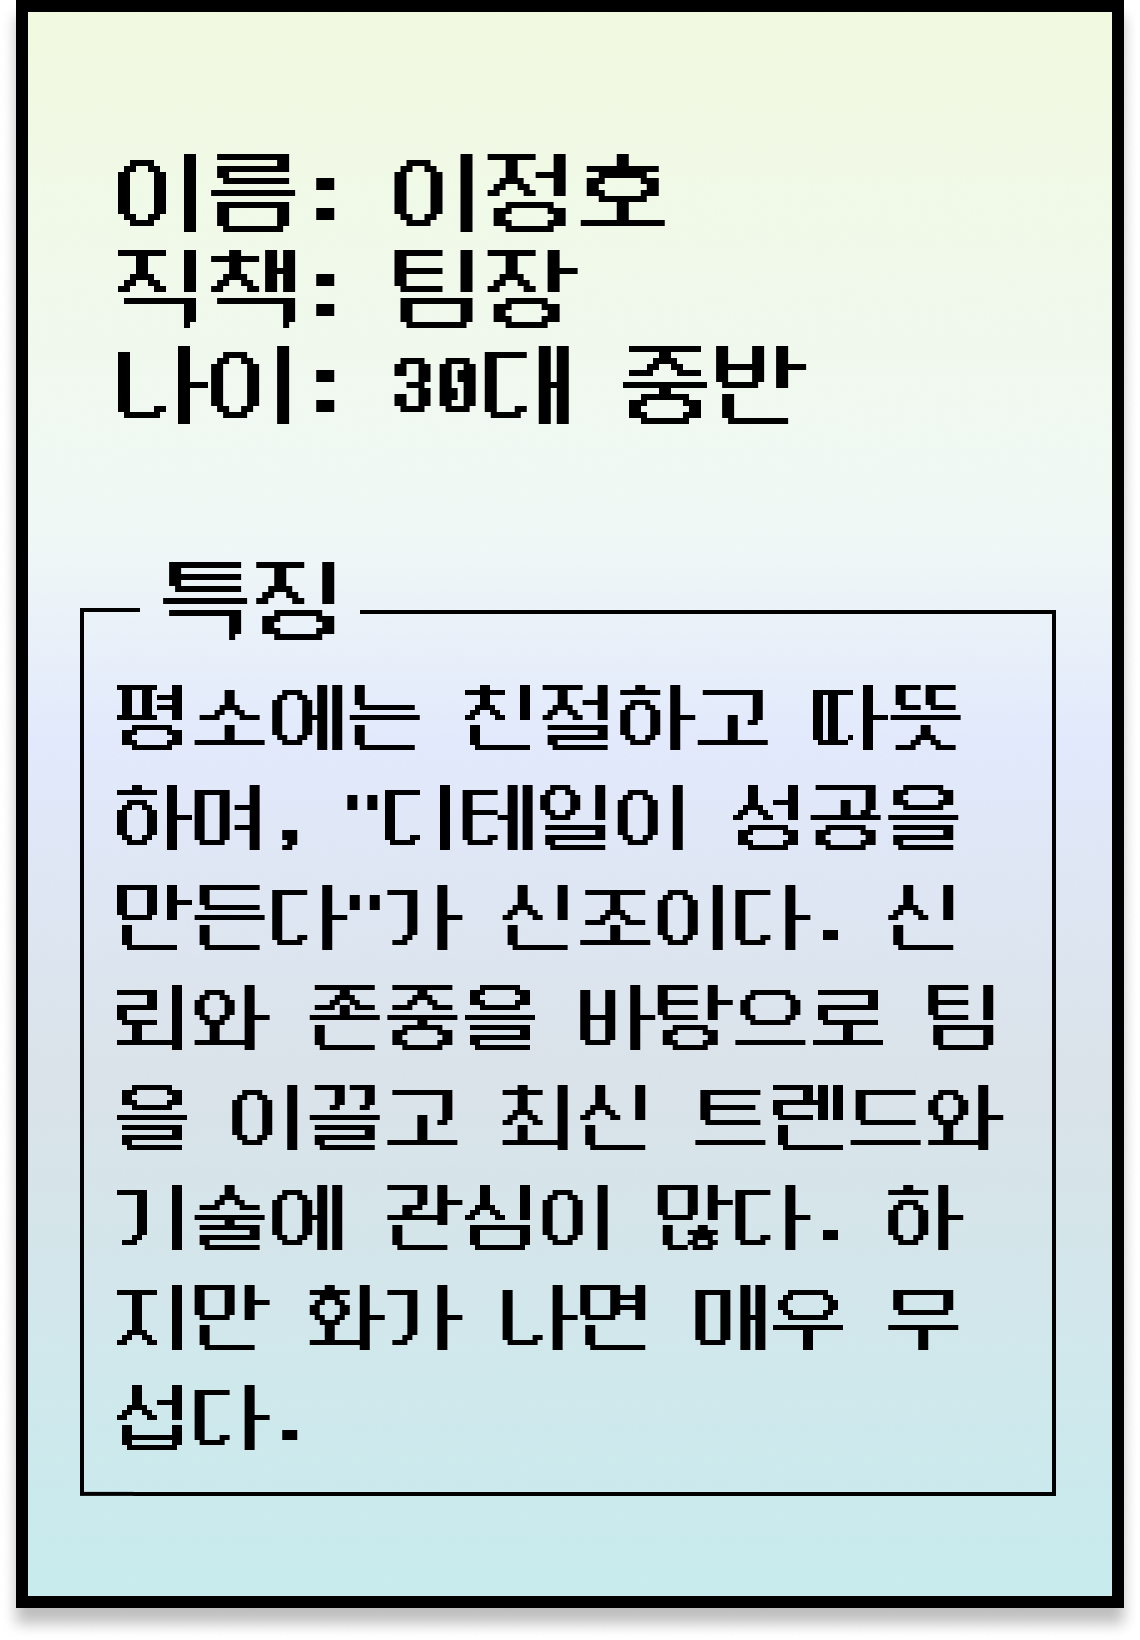 이름: 이정호
직책: 팀장
나이: 30대 중반
특징
평소에는 친절하고 따뜻
하며, "디테일이 성공을
만든다"가 신조이다. 신
뢰와 존중을 바탕으로 팀
을 이끌고 최신 트렌드와
기술에 관심이 많다. 하
지만 화가 나면 매우 무
섭다.